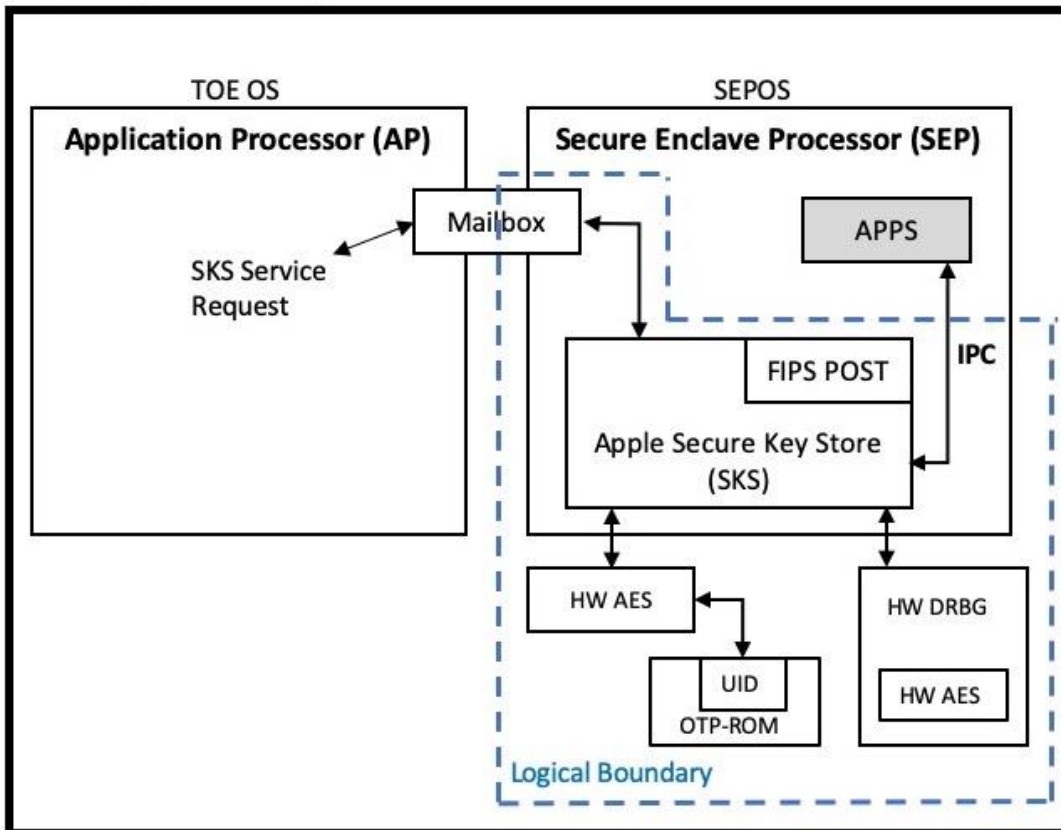 TOE OS
Application Processor (AP)
SEPOS
Secure Enclave Processor (SEP)
Mailbox
APPS
SKS Service
Request
IPC
FIPS POST
Apple Secure Key Store
(SKS)
HW AES
HW DRBG
UID
HW AES
OTP-ROM
Logical Boundary